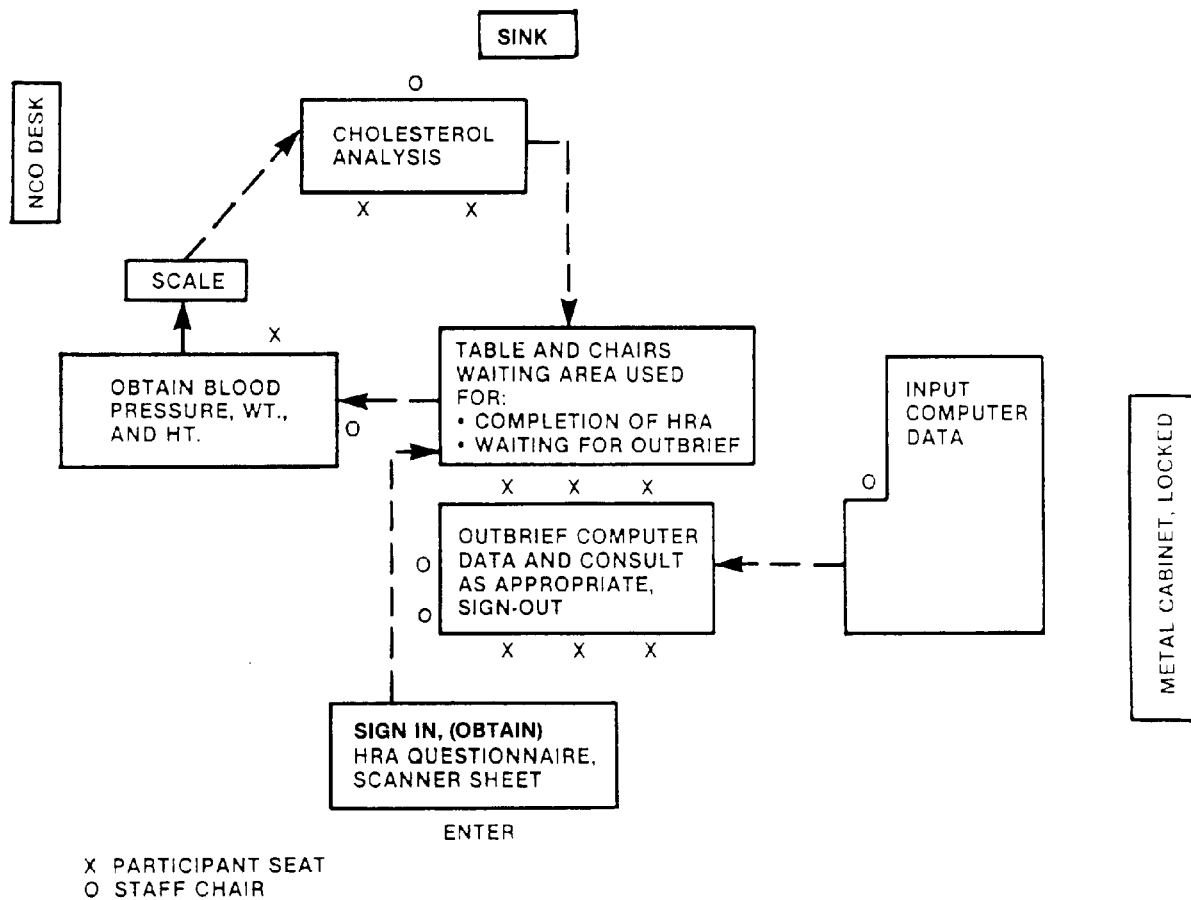 SINK
NCO DESK
O
CHOLESTEROL
ANALYSIS
X X
SCALE
X
OBTAIN BLOOD
PRESSURE, WT.,
AND HT.
O
TABLE AND CHAIRS
WAITING AREA USED
FOR:
• COMPLETION OF HRA
• WAITING FOR OUTBRIEF
X X X
INPUT
COMPUTER
DATA
O
METAL CABINET, LOCKED
OUTBRIEF COMPUTER
DATA AND CONSULT
AS APPROPRIATE,
SIGN-OUT
O
O
X X X
SIGN IN, (OBTAIN)
HRA QUESTIONNAIRE,
SCANNER SHEET
ENTER
X PARTICIPANT SEAT
O STAFF CHAIR